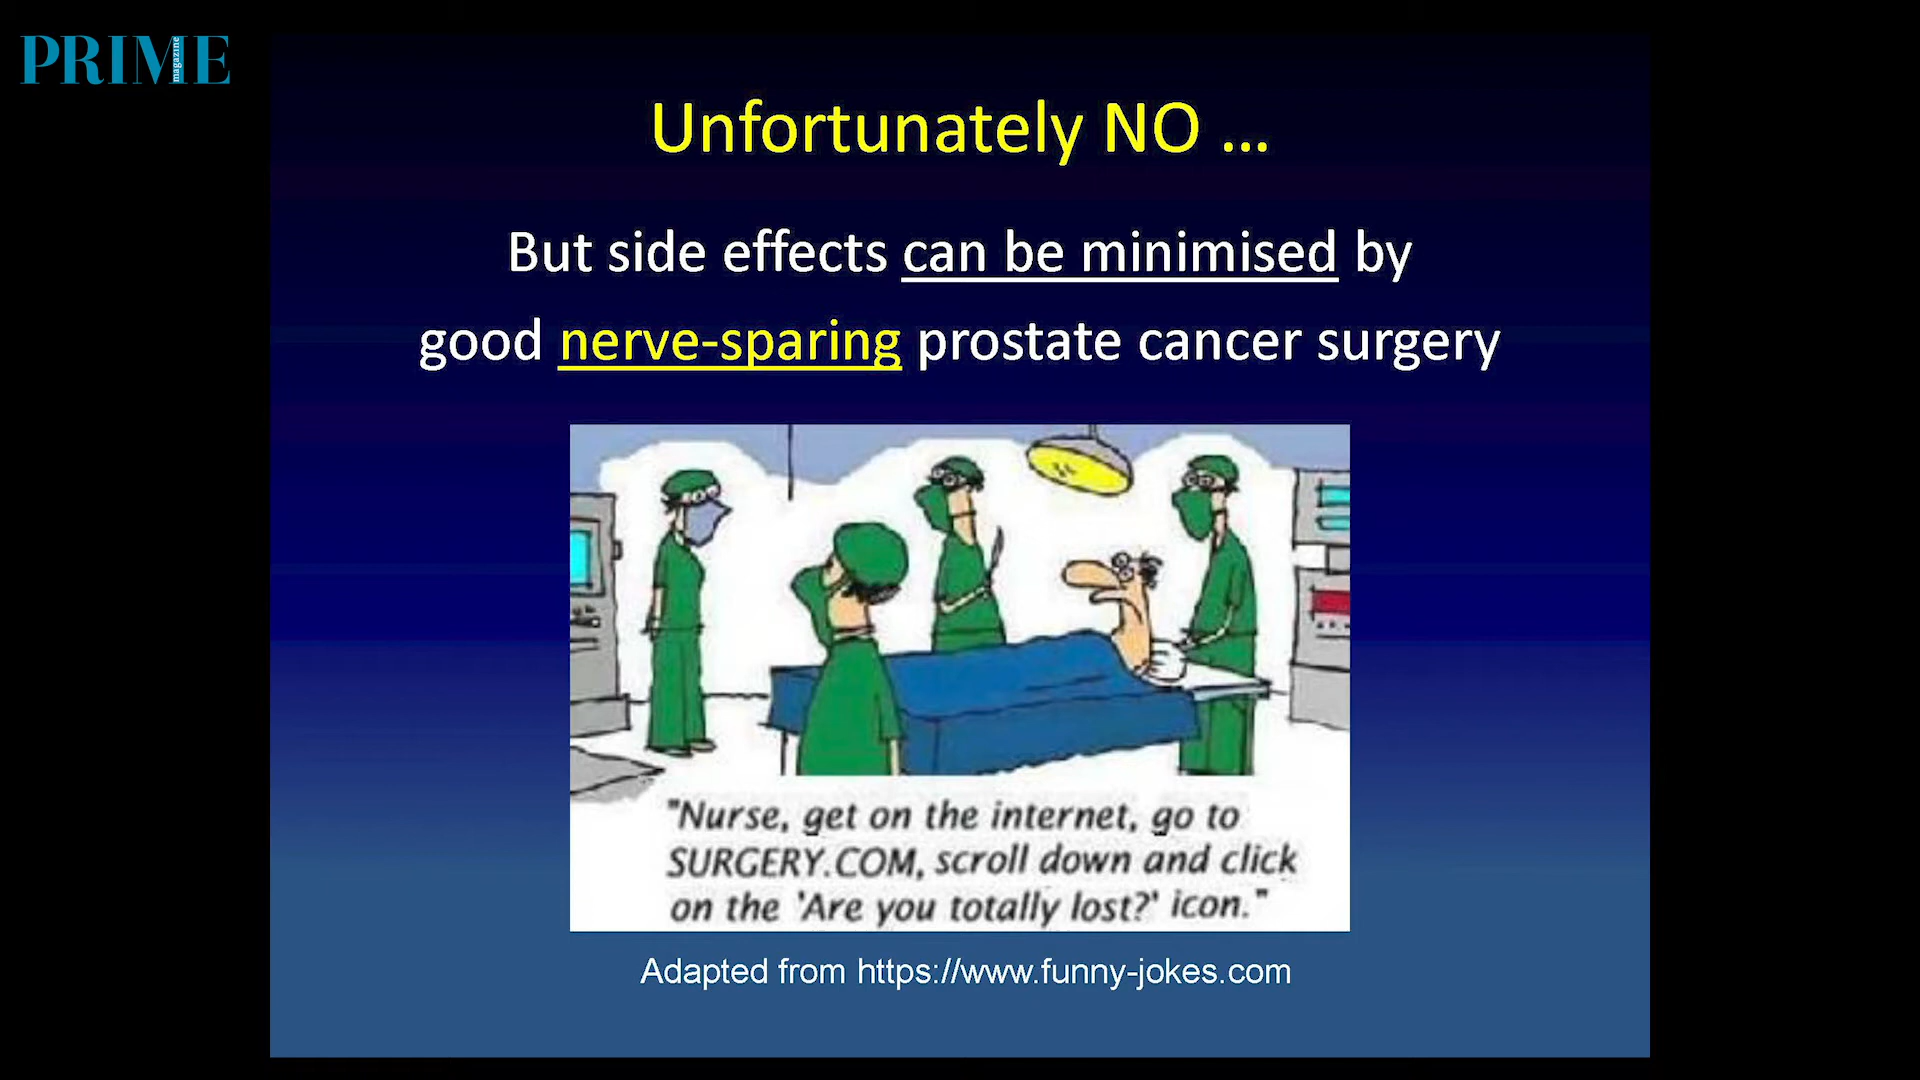 PRIME
magazine
Unfortunately NO ...
But side effects can be minimised by
good nerve-sparing prostate cancer surgery
"Nurse, get on the internet, go to
SURGERY.COM, scroll down and click
on the 'Are you totally lost?' icon."
Adapted from https://www.funny-jokes.com